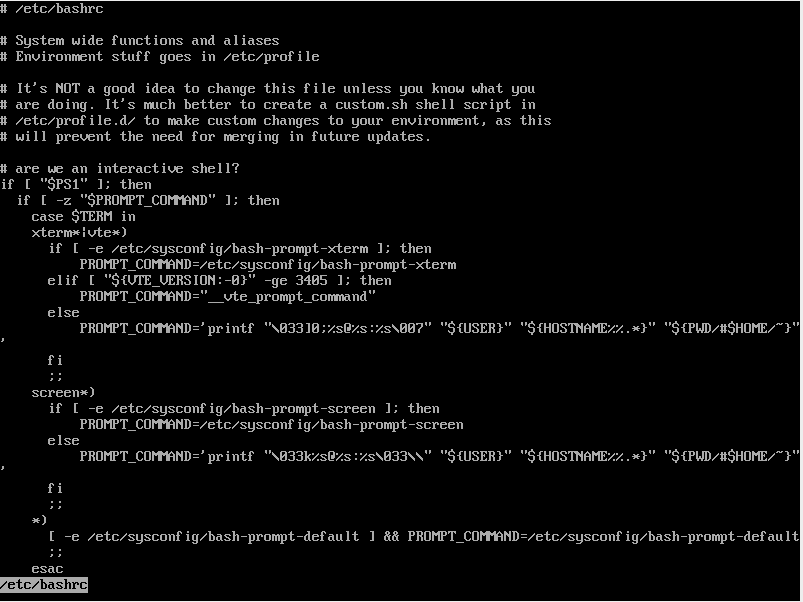 # /etc/bashrc
# System wide functions and aliases
# Environment stuff goes in /etc/profile
# It's NOT a good idea to change this file unless you know what you
# are doing. It's much better to create a custom.sh shell script in
# /etc/profile.d/ to make custom changes to your environment, as this
# will prevent the need for merging in future updates.
# are we an interactive shell?
if [ "$PS1" ]; then
  if [ -z "$PROMPT_COMMAND" ]; then
    case $TERM in
    xterm*|vte*)
      if [ -e /etc/sysconfig/bash-prompt-xterm ]; then
          PROMPT_COMMAND=/etc/sysconfig/bash-prompt-xterm
      elif [ "${VTE_VERSION:-0}" -ge 3405 ]; then
          PROMPT_COMMAND="__vte_prompt_command"
      else
          PROMPT_COMMAND='printf "\033]0;%s@%s:%s\007" "${USER}" "${HOSTNAME%%.*}" "${PWD/#$HOME/~}"
'
      fi
      ;;
    screen*)
      if [ -e /etc/sysconfig/bash-prompt-screen ]; then
          PROMPT_COMMAND=/etc/sysconfig/bash-prompt-screen
      else
          PROMPT_COMMAND='printf "\033k%s@%s:%s\033\\" "${USER}" "${HOSTNAME%%.*}" "${PWD/#$HOME/~}"
'
      fi
      ;;
    *)
      [ -e /etc/sysconfig/bash-prompt-default ] && PROMPT_COMMAND=/etc/sysconfig/bash-prompt-default
      ;;
    esac
/etc/bashrc